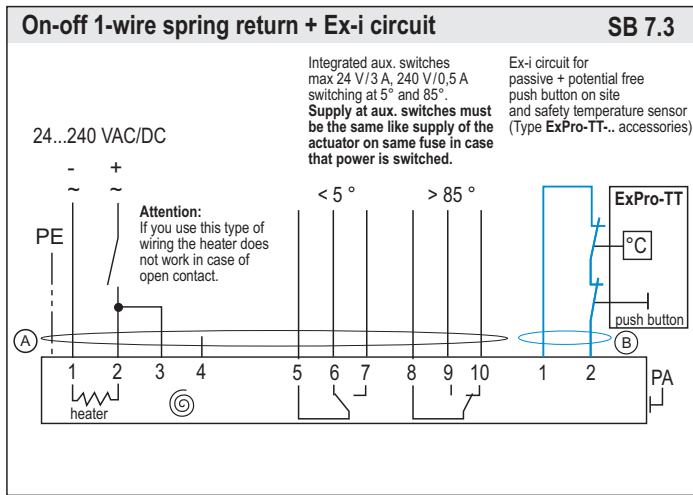 On-off 1-wire spring return + Ex-i circuit
SB 7.3
Integrated aux. switches
max 24 V/3 A, 240 V/0,5 A
switching at 5° and 85°.
Supply at aux. switches must
be the same like supply of the
actuator on same fuse in case
that power is switched.
Ex-i circuit for
passive + potential free
push button on site
and safety temperature sensor
(Type ExPro-TT-.. accessories)
24...240 VAC/DC
- +
~ ~
Attention:
If you use this type of
wiring the heater does
not work in case of
open contact.
PE
< 5 ° > 85 °
ExPro-TT
°C
push button
A
B
1 2 3 4 5 6 7 8 9 10 1 2
PA
heater